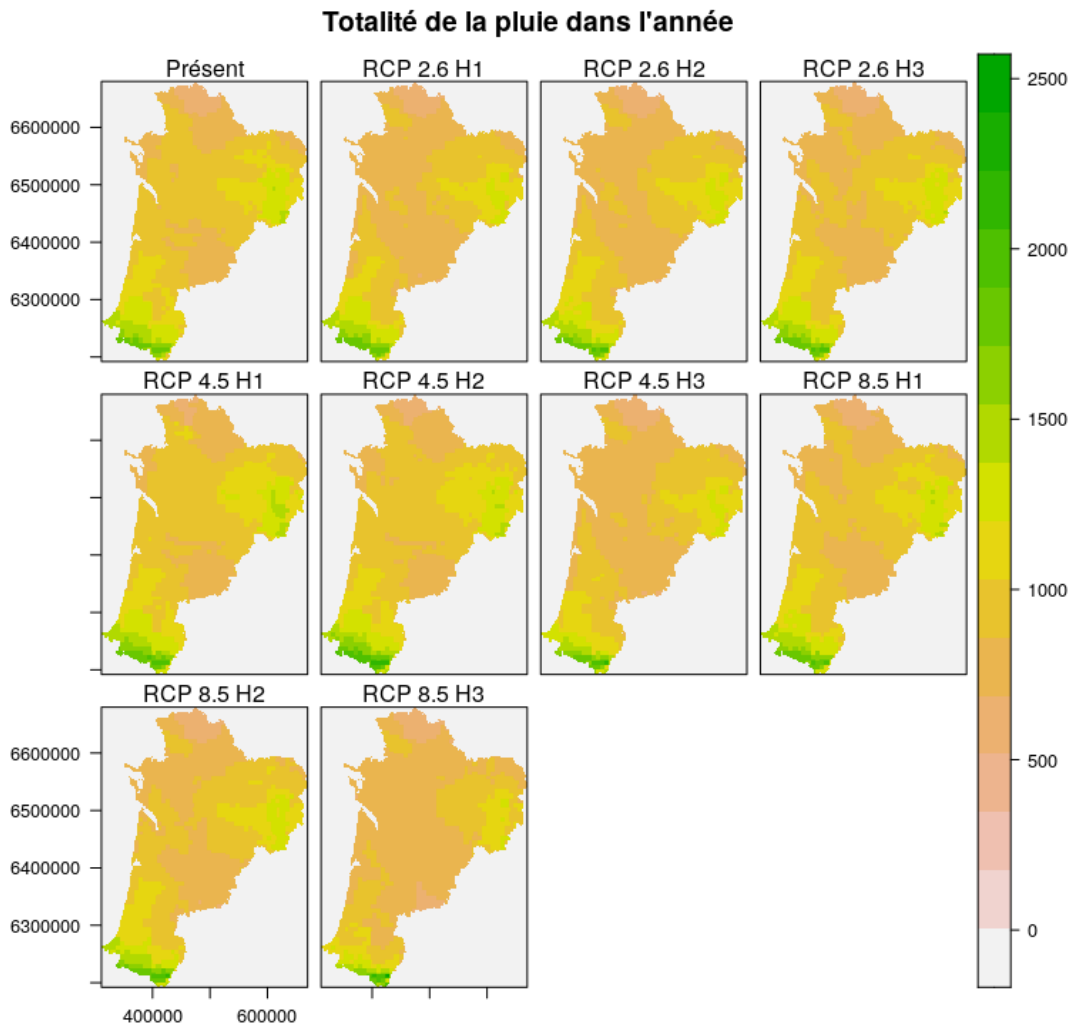 Totalité de la pluie dans l'année
Présent
RCP 2.6 H1
RCP 2.6 H2
RCP 2.6 H3
6600000
6500000
6400000
6300000
RCP 4.5 H1
RCP 4.5 H2
RCP 4.5 H3
RCP 8.5 H1
RCP 8.5 H2
RCP 8.5 H3
6600000
6500000
6400000
6300000
400000
600000
2500
2000
1500
1000
500
0